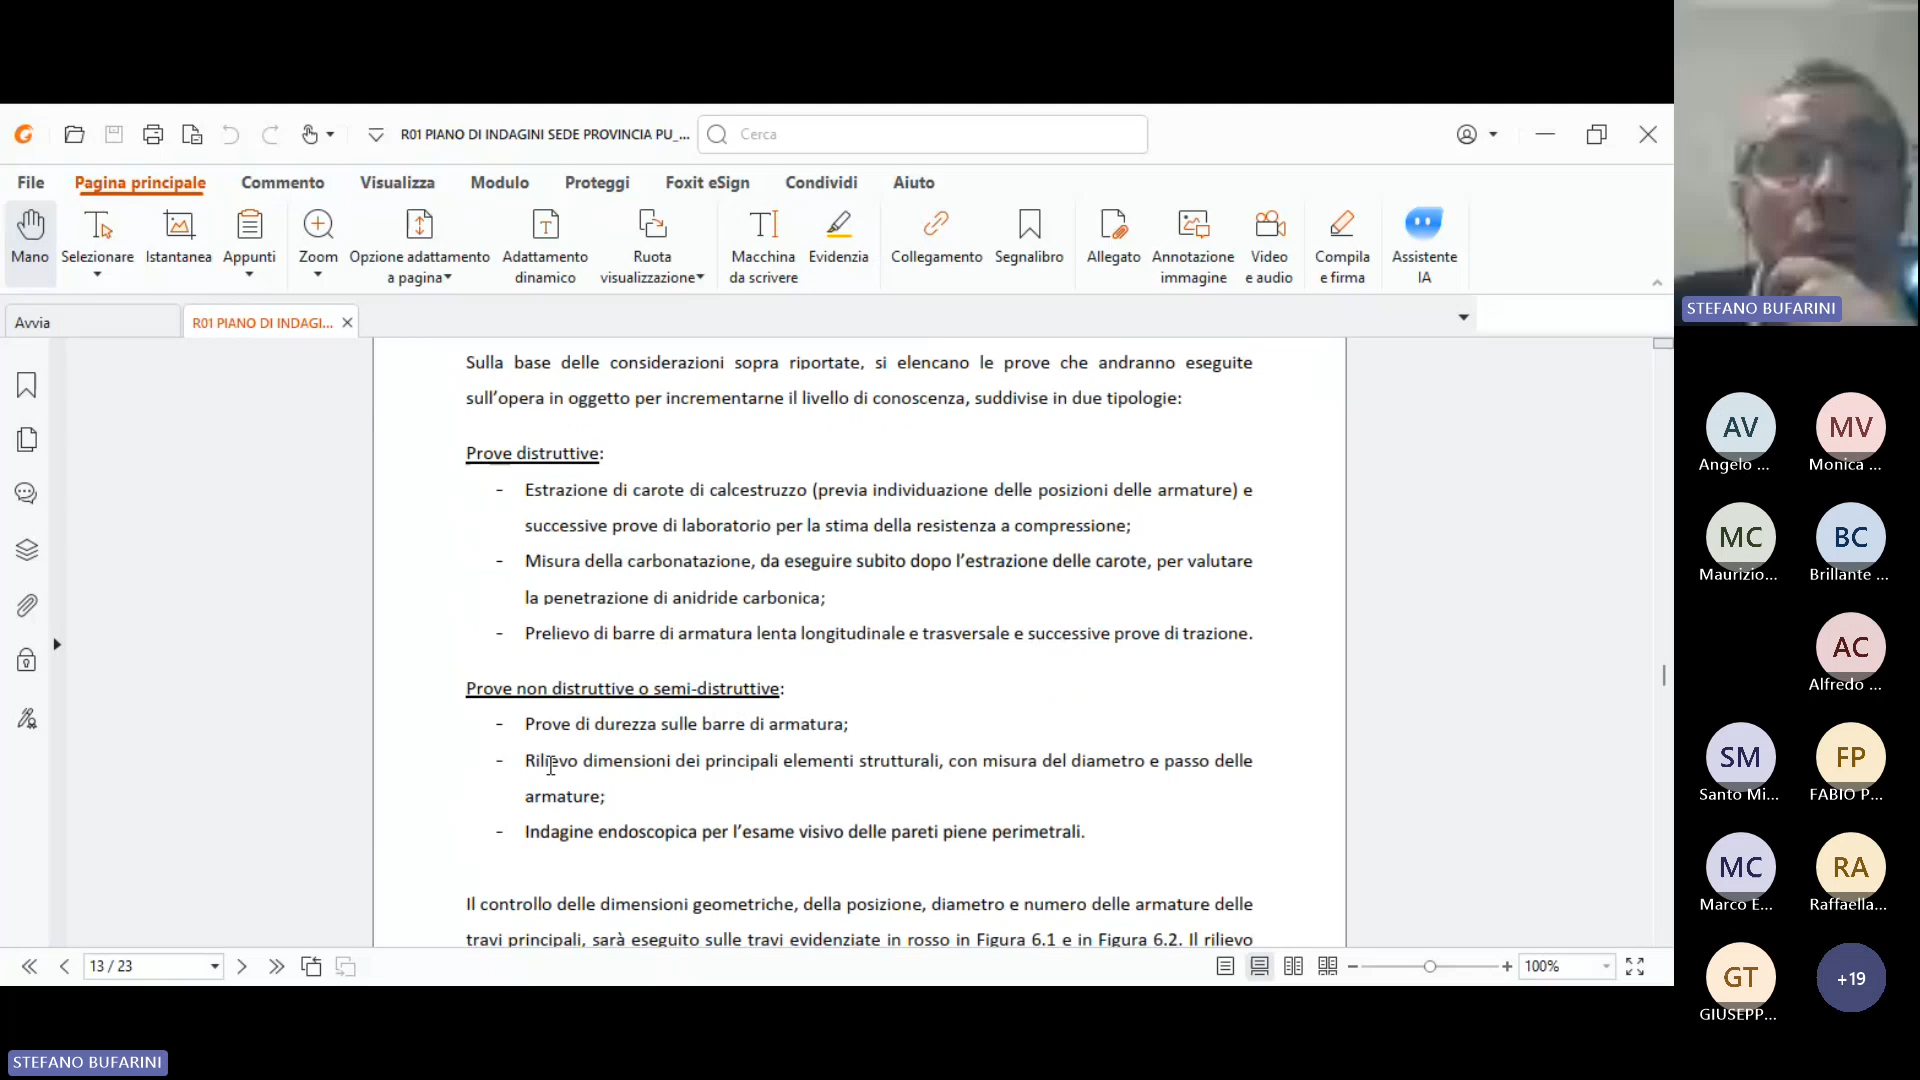 R01 PIANO DI INDAGINI SEDE PROVINCIA PU_...
Cerca
File
Pagina principale
Commento
Visualizza
Modulo
Proteggi
Foxit eSign
Condividi
Aiuto
Mano
Selezionare
Istantanea
Appunti
Zoom
Opzione adattamento
a pagina
Adattamento
dinamico
Ruota
visualizzazione
Macchina
da scrivere
Evidenzia
Collegamento
Segnalibro
Allegato
Annotazione
immagine
Video
e audio
Compila
e firma
Assistente
IA
Avvia
R01 PIANO DI INDAGI...
Sulla base delle considerazioni sopra riportate, si elencano le prove che andranno eseguite
sull’opera in oggetto per incrementarne il livello di conoscenza, suddivise in due tipologie:
Prove distruttive:
- Estrazione di carote di calcestruzzo (previa individuazione delle posizioni delle armature) e
successive prove di laboratorio per la stima della resistenza a compressione;
- Misura della carbonatazione, da eseguire subito dopo l’estrazione delle carote, per valutare
la penetrazione di anidride carbonica;
- Prelievo di barre di armatura lenta longitudinale e trasversale e successive prove di trazione.
Prove non distruttive o semi-distruttive:
- Prove di durezza sulle barre di armatura;
- Rilievo dimensioni dei principali elementi strutturali, con misura del diametro e passo delle
armature;
- Indagine endoscopica per l’esame visivo delle pareti piene perimetrali.
Il controllo delle dimensioni geometriche, della posizione, diametro e numero delle armature delle
travi principali, sarà eseguito sulle travi evidenziate in rosso in Figura 6.1 e in Figura 6.2. Il rilievo
13 / 23
100%
STEFANO BUFARINI
STEFANO BUFARINI
AV
Angelo ...
MV
Monica ...
MC
Maurizio...
BC
Brillante ...
AC
Alfredo ...
SM
Santo Mi...
FP
FABIO P...
MC
Marco E...
RA
Raffaella...
GT
GIUSEPP...
+19